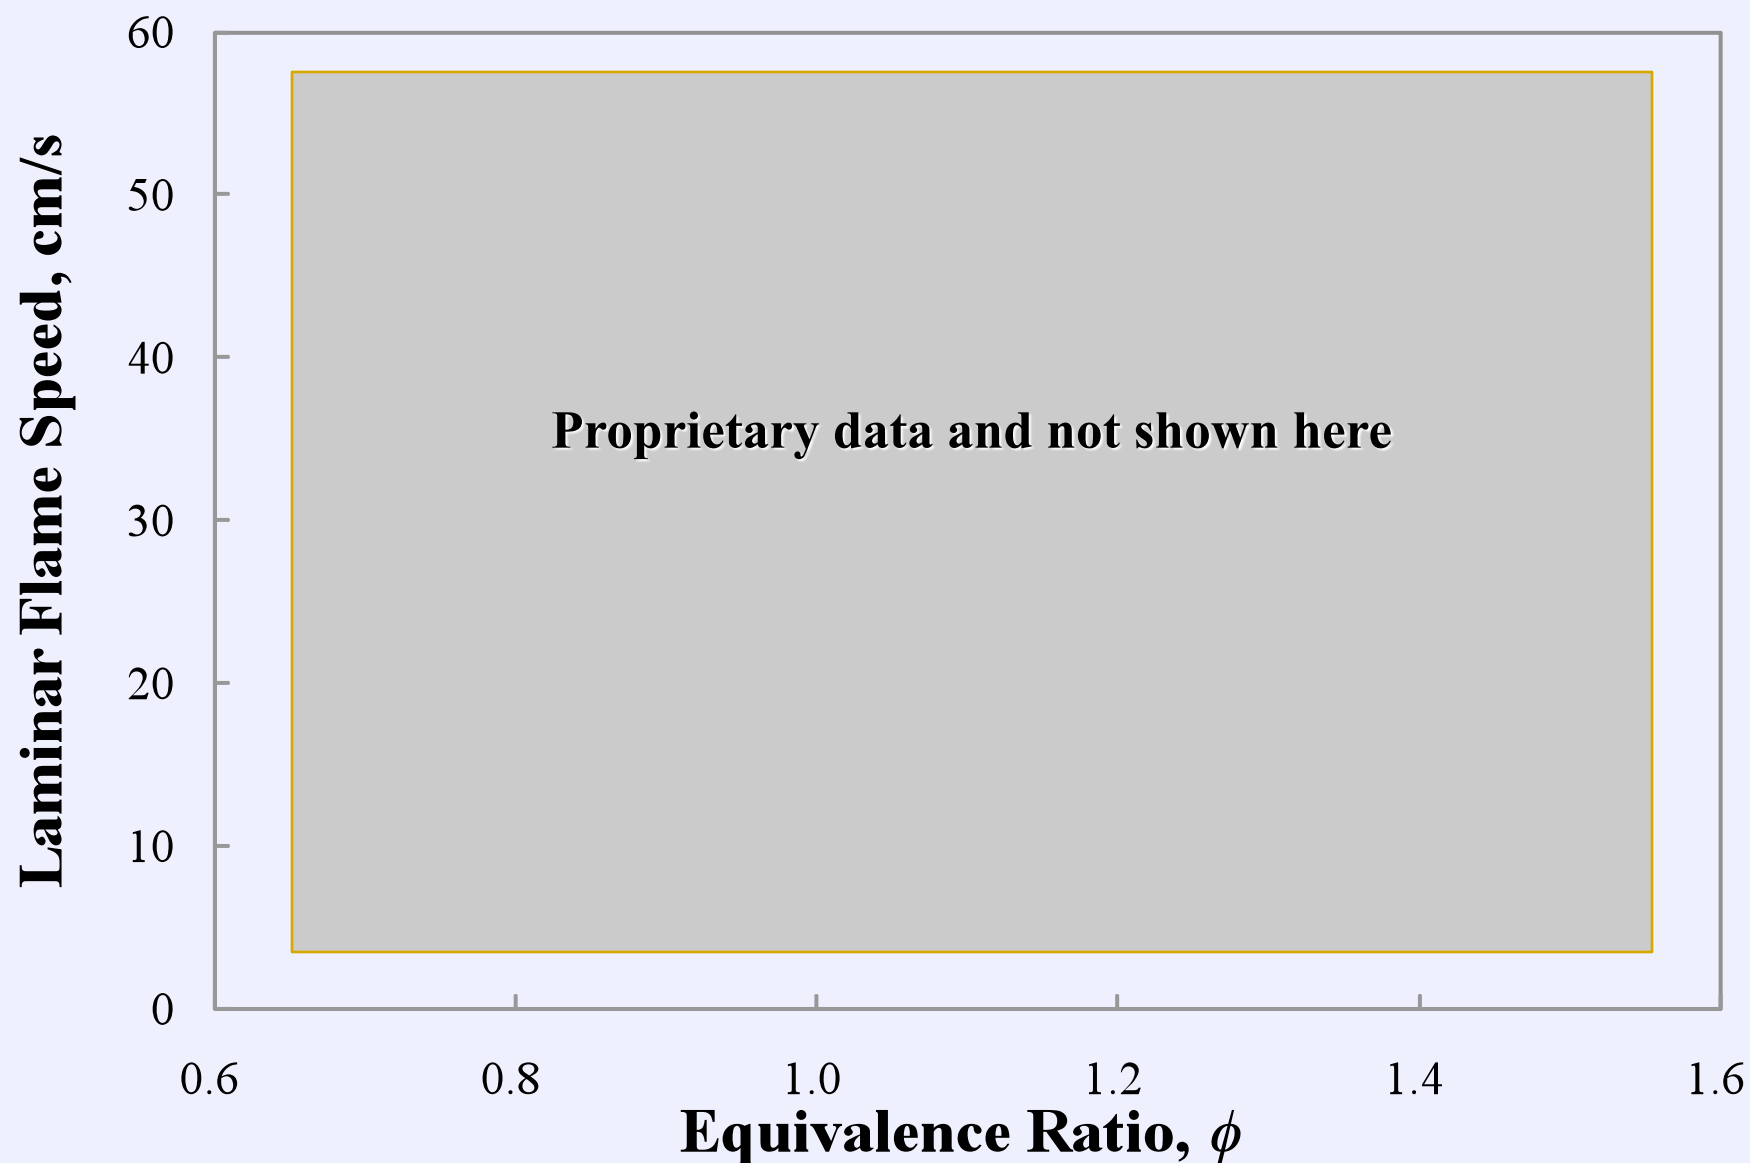 60
50
40
30
20
10
0
Laminar Flame Speed, cm/s
Proprietary data and not shown here
0.6 0.8 1.0 1.2 1.4 1.6
Equivalence Ratio, ϕ